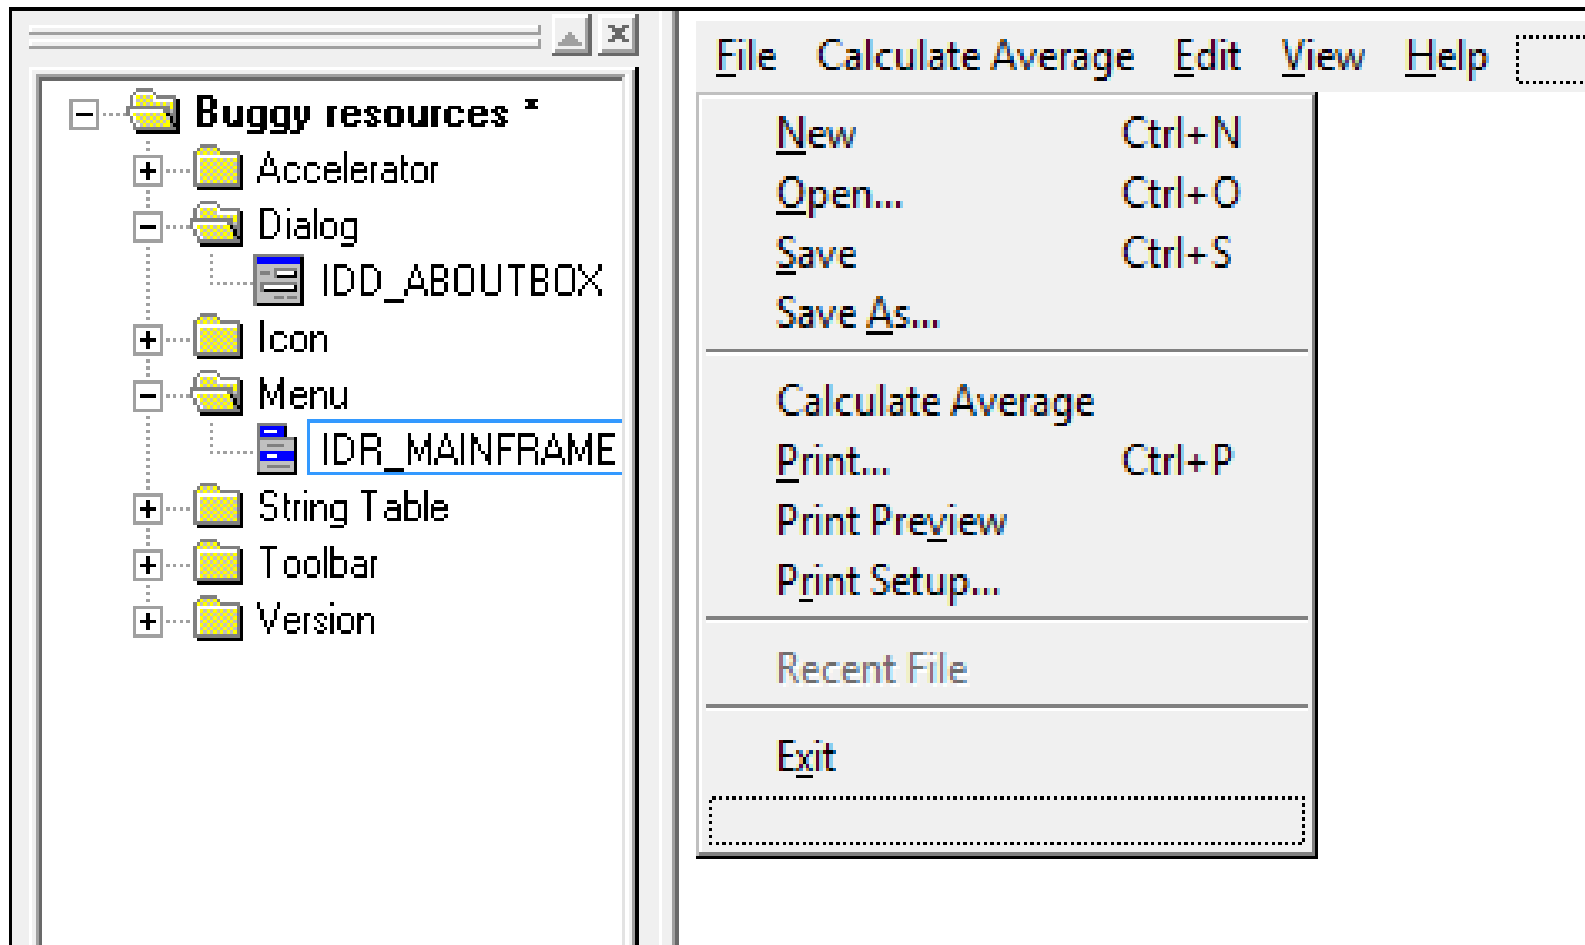 Buggy resources *
Accelerator
Dialog
IDD_ABOUTBOX
Icon
Menu
IDR_MAINFRAME
String Table
Toolbar
Version
File Calculate Average Edit View Help
New Ctrl+N
Open... Ctrl+O
Save Ctrl+S
Save As...
Calculate Average
Print... Ctrl+P
Print Preview
Print Setup...
Recent File
Exit